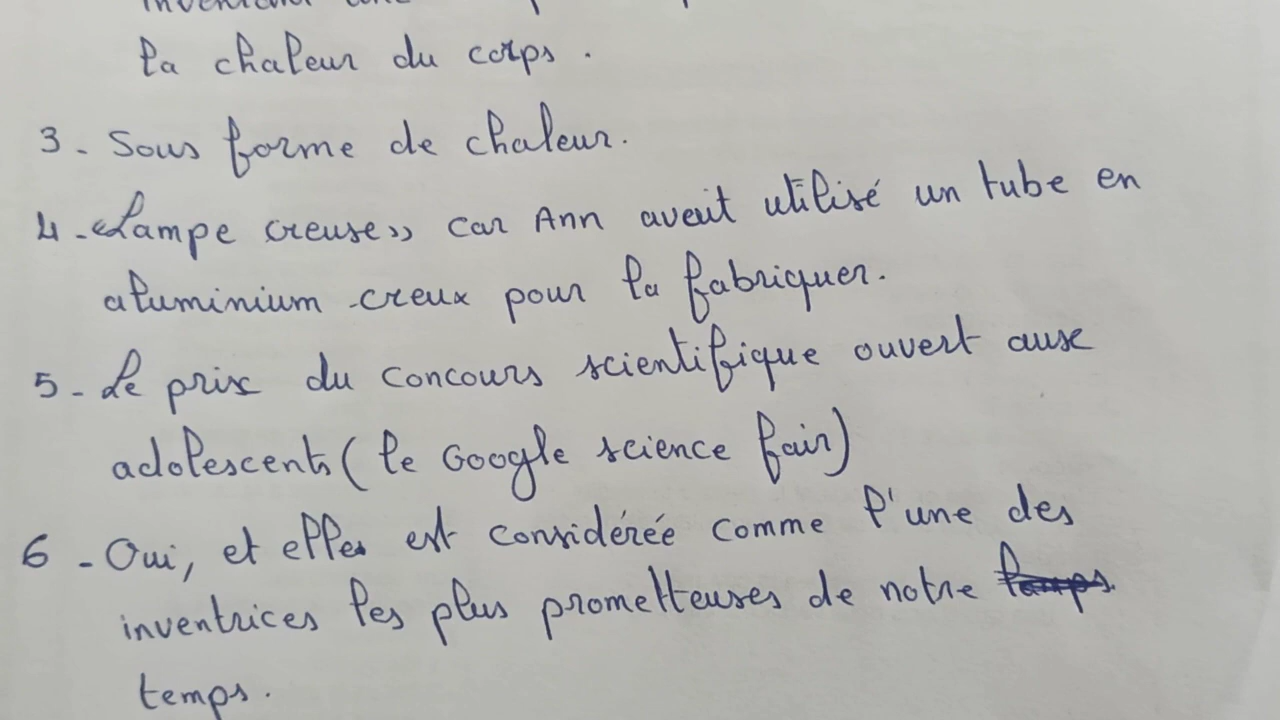 la chaleur du corps.
3 - Sous forme de chaleur.
4 - « Lampe creuse » car Ann avait utilisé un tube en
aluminium creux pour la fabriquer.
5 - Le prix du concours scientifique ouvert aux
adolescents ( le Google science fair)
6 - Oui, et elles est considérée comme l'une des
inventrices les plus prometteuses de notre
temps.